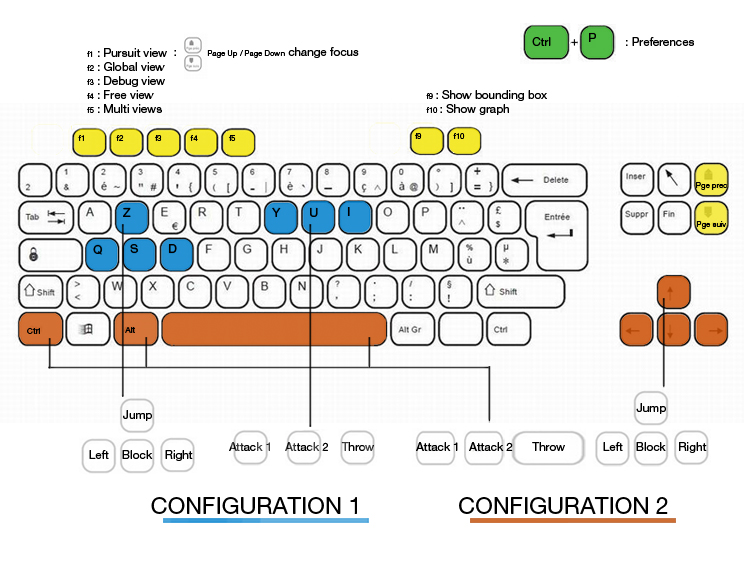 f1 : Pursuit view : Page Up / Page Down change focus
f2 : Global view
f3 : Debug view
f4 : Free view
f5 : Multi views
Ctrl + P : Preferences
f9 : Show bounding box
f10 : Show graph
f1 f2 f3 f4 f5 f9 f10
2 1 & 2 é ~ 3 " # 4 ' { 5 ( [ 6 - | 7 è ` 8 _ 9 ç ^ 0 à @ ° ) ] + = } Delete
Inser Pge prec
Tab A Z E € R T Y U I O P ¨ ^ £ $ Entrée
Suppr Fin Pge suiv
Q S D F G H J K L M % ù µ *
Shift > < W X C V B N ? , . ; / : § ! Shift
Ctrl Alt Alt Gr Ctrl
Jump
Left Block Right
Attack 1 Attack 2 Throw
Attack 1 Attack 2 Throw
Jump
Left Block Right
CONFIGURATION 1
CONFIGURATION 2